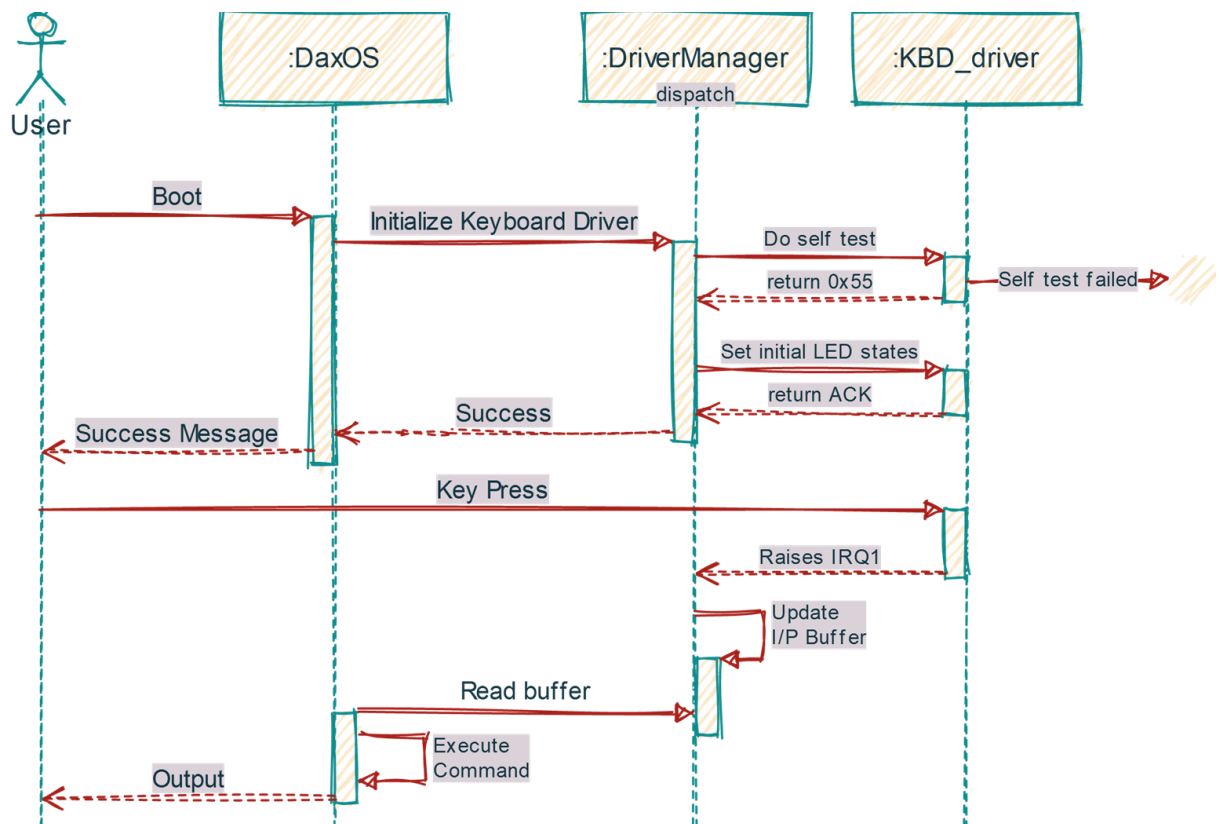 :DaxOS
:DriverManager
:KBD_driver
dispatch
User
Boot
Initialize Keyboard Driver
Do self test
return 0x55
Self test failed
Set initial LED states
return ACK
Success
Success Message
Key Press
Raises IRQ1
Update
I/P Buffer
Read buffer
Execute
Command
Output